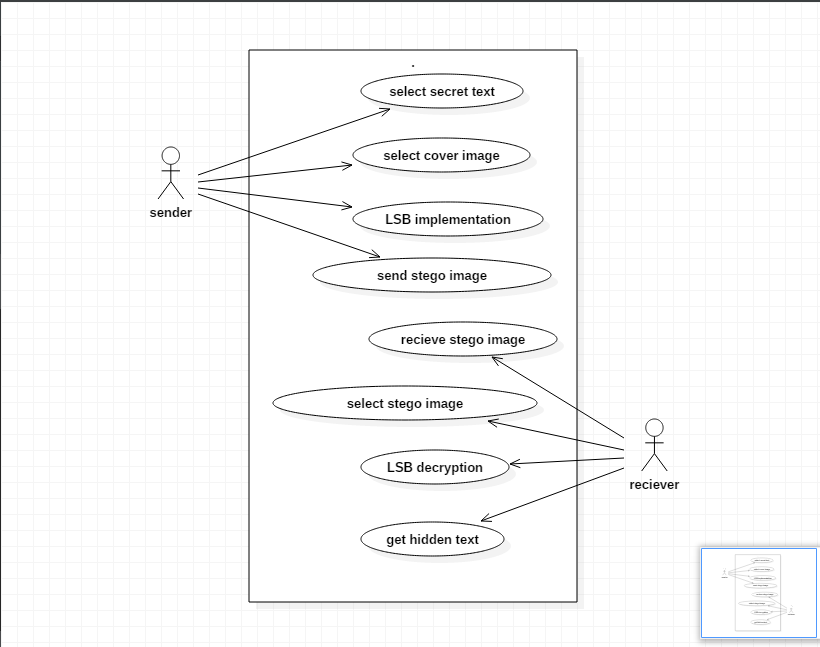 select secret text
select cover image
sender
LSB implementation
send stego image
recieve stego image
select stego image
LSB decryption
reciever
get hidden text